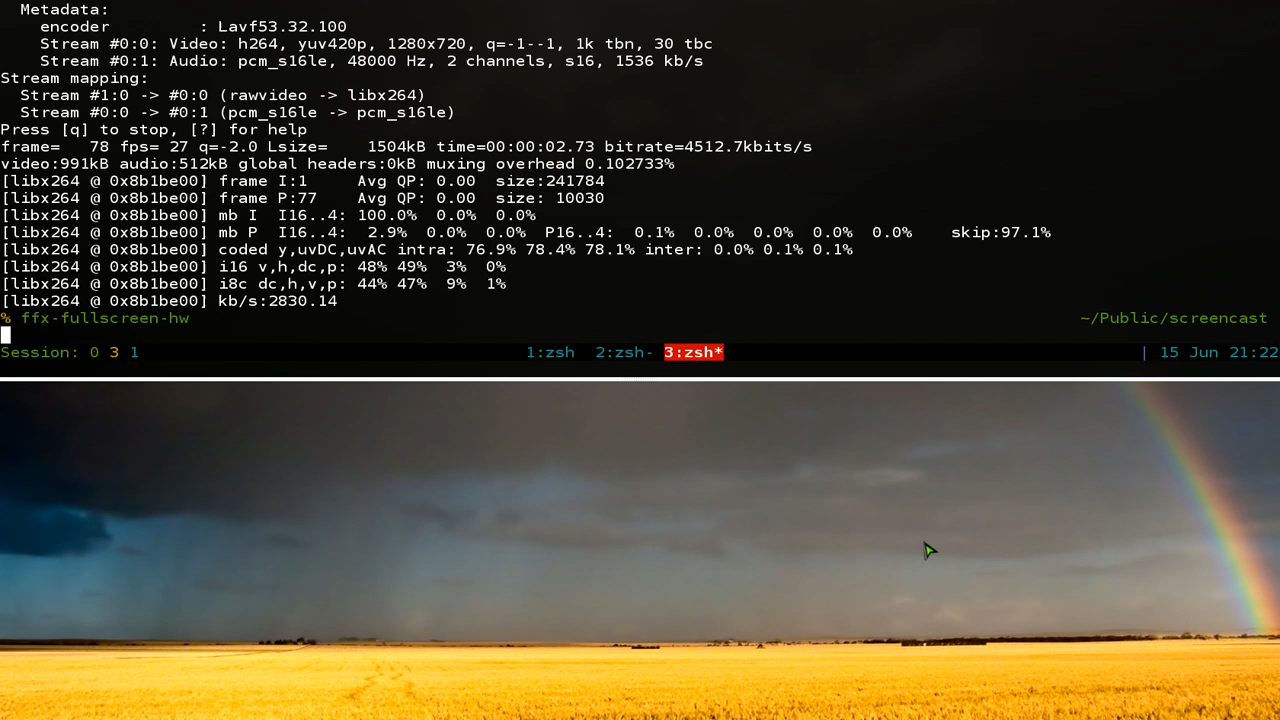 Metadata:
encoder : Lavf53.32.100
Stream #0:0: Video: h264, yuv420p, 1280x720, q=-1--1, 1k tbn, 30 tbc
Stream #0:1: Audio: pcm_s16le, 48000 Hz, 2 channels, s16, 1536 kb/s
Stream mapping:
Stream #1:0 -> #0:0 (rawvideo -> libx264)
Stream #0:0 -> #0:1 (pcm_s16le -> pcm_s16le)
Press [q] to stop, [?] for help
frame=   78 fps= 27 q=-2.0 Lsize=    1504kB time=00:00:02.73 bitrate=4512.7kbits/s
video:991kB audio:512kB global headers:0kB muxing overhead 0.102733%
[libx264 @ 0x8b1be00] frame I:1     Avg QP: 0.00  size:241784
[libx264 @ 0x8b1be00] frame P:77    Avg QP: 0.00  size: 10030
[libx264 @ 0x8b1be00] mb I  I16..4: 100.0%  0.0%  0.0%
[libx264 @ 0x8b1be00] mb P  I16..4:  2.9%  0.0%  0.0%  P16..4:  0.1%  0.0%  0.0%  0.0%  0.0%    skip:97.1%
[libx264 @ 0x8b1be00] coded y,uvDC,uvAC intra: 76.9% 78.4% 78.1% inter: 0.0% 0.1% 0.1%
[libx264 @ 0x8b1be00] i16 v,h,dc,p: 48% 49%  3%  0%
[libx264 @ 0x8b1be00] i8c dc,h,v,p: 44% 47%  9%  1%
[libx264 @ 0x8b1be00] kb/s:2830.14
% ffx-fullscreen-hw ~/Public/screencast
Session: 0 3 1 1:zsh 2:zsh- 3:zsh* | 15 Jun 21:22